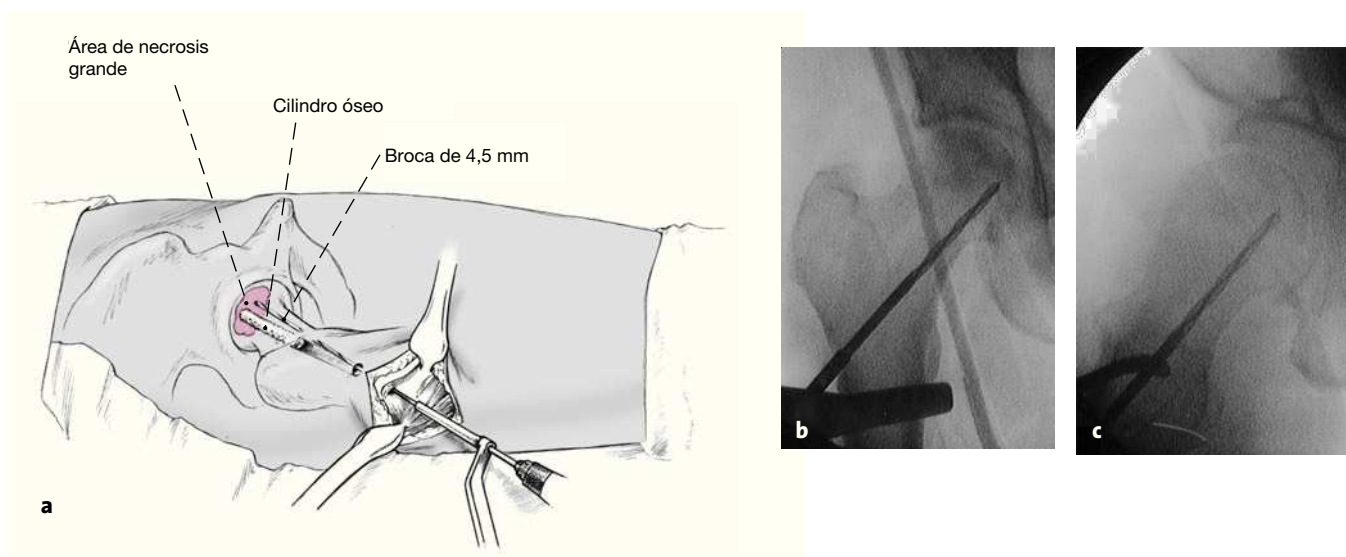 Área de necrosis
grande
Cilindro óseo
Broca de 4,5 mm
a
b
c